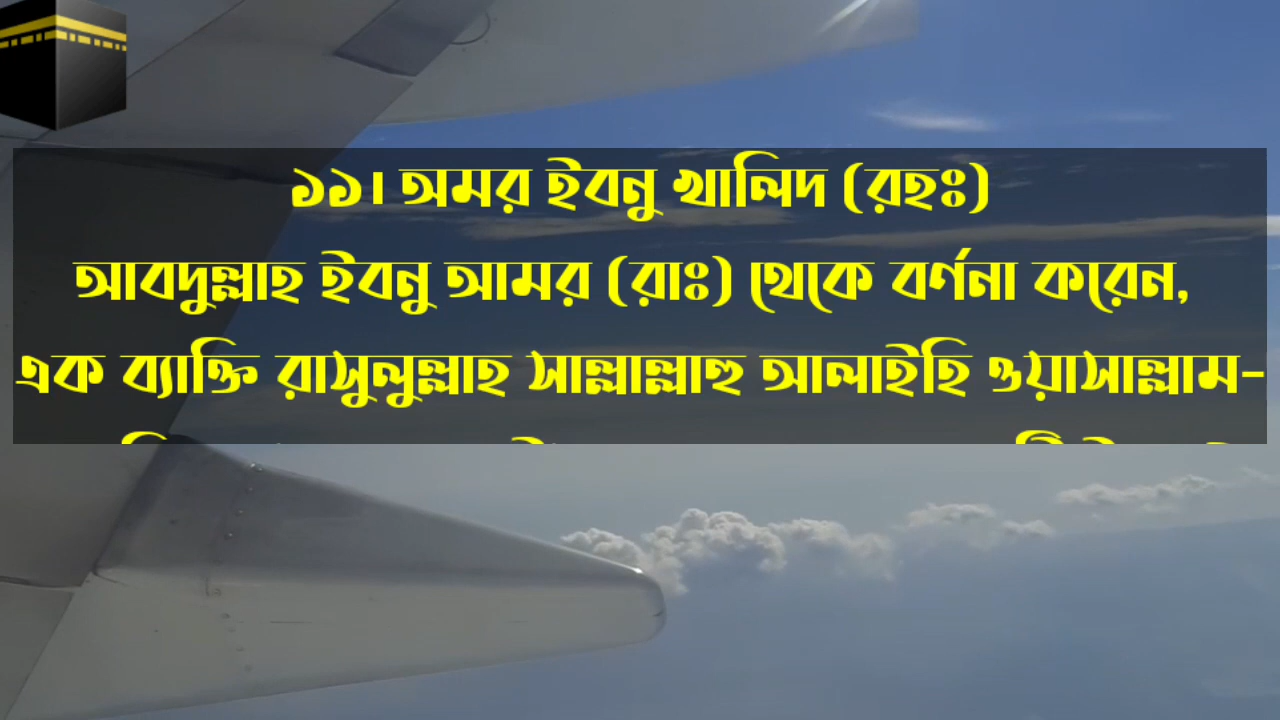 ১১। অমর ইবনু খালিদ (রহঃ)
আবদুল্লাহ ইবনু আমর (রাঃ) থেকে বর্ণনা করেন,
এক ব্যাক্তি রাসুলুল্লাহ সাল্লাল্লাহু আলাইহি ওয়াসাল্লাম-